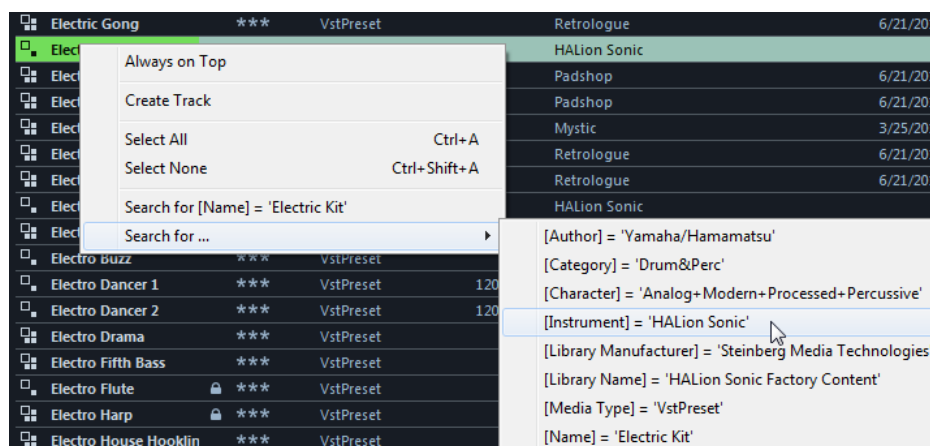 Electric Gong *** VstPreset Retrologue 6/21/20
Elect HALion Sonic
Always on Top
Elect Padshop 6/21/20
Create Track
Elect Padshop 6/21/20
Elect Mystic 3/25/20
Select All Ctrl+A
Elect Retrologue 6/21/20
Select None Ctrl+Shift+A
Elect Retrologue 6/21/20
Elect HALion Sonic
Search for [Name] = 'Electric Kit'
Elect
Search for ...
[Author] = 'Yamaha/Hamamatsu'
Electro Buzz *** VstPreset
[Category] = 'Drum&Perc'
Electro Dancer 1 *** VstPreset 120
[Character] = 'Analog+Modern+Processed+Percussive'
Electro Dancer 2 *** VstPreset 120
[Instrument] = 'HALion Sonic'
Electro Drama *** VstPreset
[Library Manufacturer] = 'Steinberg Media Technologies
Electro Fifth Bass *** VstPreset
[Library Name] = 'HALion Sonic Factory Content'
Electro Flute *** VstPreset
[Media Type] = 'VstPreset'
Electro Harp *** VstPreset
[Name] = 'Electric Kit'
Electro House Hooklin *** VstPreset